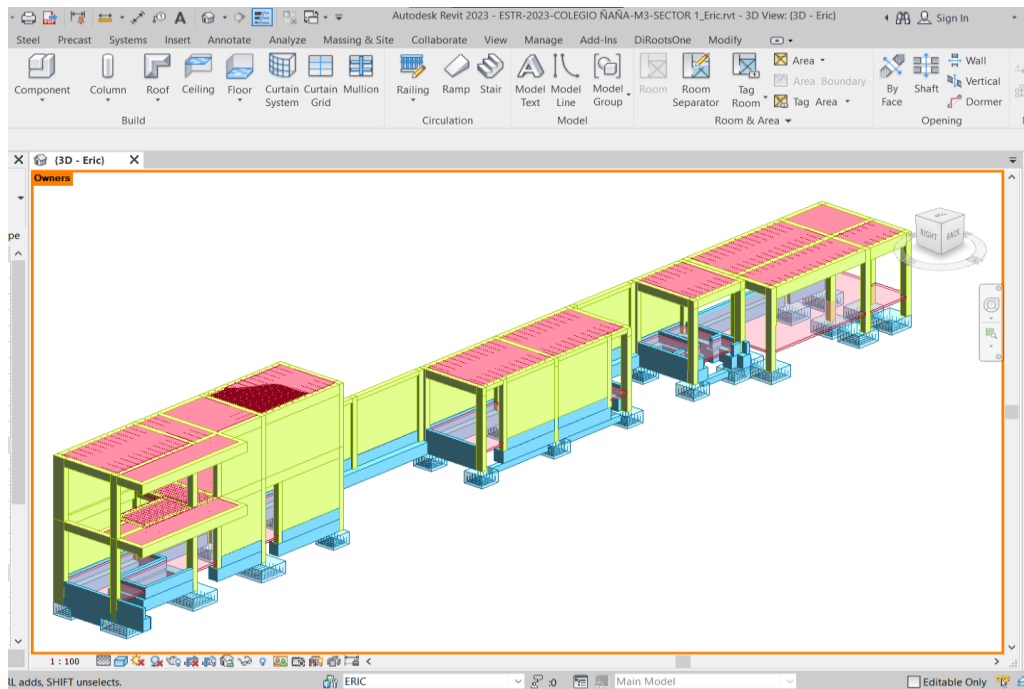 Autodesk Revit 2023 - ESTR-2023-COLEGIO ÑAÑA-M3-SECTOR 1_Eric.rvt - 3D View: {3D - Eric}
Sign In
Steel Precast Systems Insert Annotate Analyze Massing & Site Collaborate View Manage Add-Ins DiRootsOne Modify
Component Column Roof Ceiling Floor Curtain System Curtain Grid Mullion Railing Ramp Stair Model Text Model Line Model Group Room Room Separator Tag Room By Face Shaft
Area
Area Boundary
Tag Area
Wall
Vertical
Dormer
Build Circulation Model Room & Area Opening
{3D - Eric}
Owners
pe
RIGHT BACK
1 : 100
RL adds, SHIFT unselects. ERIC :0 Main Model Editable Only